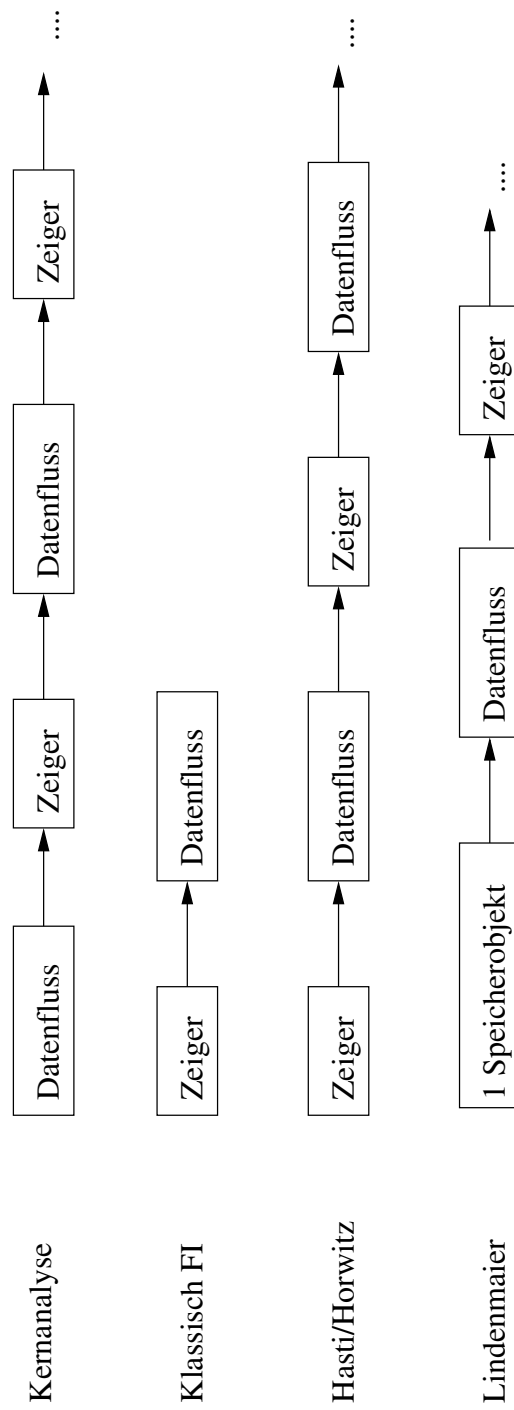 Kernanalyse Datenfluss Zeiger Datenfluss Zeiger ....
Klassisch FI Zeiger Datenfluss
Hasti/Horwitz Zeiger Datenfluss Zeiger Datenfluss ....
Lindenmaier 1 Speicherobjekt Datenfluss Zeiger ....